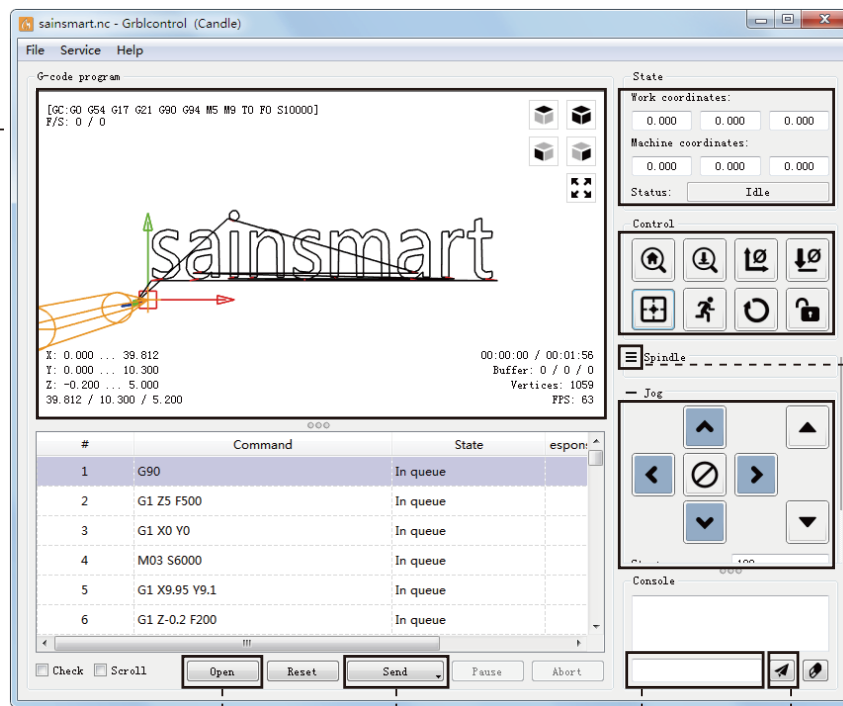 sainsmart.nc - Grblcontrol (Candle)
File Service Help
G-code program
[GC:G0 G54 G17 G21 G90 G94 M5 M9 T0 F0 S10000]
F/S: 0 / 0
sainsmart
X: 0.000 ... 39.812
Y: 0.000 ... 10.300
Z: -0.200 ... 5.000
39.812 / 10.300 / 5.200
00:00:00 / 00:01:56
Buffer: 0 / 0 / 0
Vertices: 1059
FPS: 63
# Command State espons
1 G90 In queue
2 G1 Z5 F500 In queue
3 G1 X0 Y0 In queue
4 M03 S6000 In queue
5 G1 X9.95 Y9.1 In queue
6 G1 Z-0.2 F200 In queue
Check Scroll Open Reset Send Pause Abort
State
Work coordinates:
0.000 0.000 0.000
Machine coordinates:
0.000 0.000 0.000
Status: Idle
Control
Spindle
Jog
Console